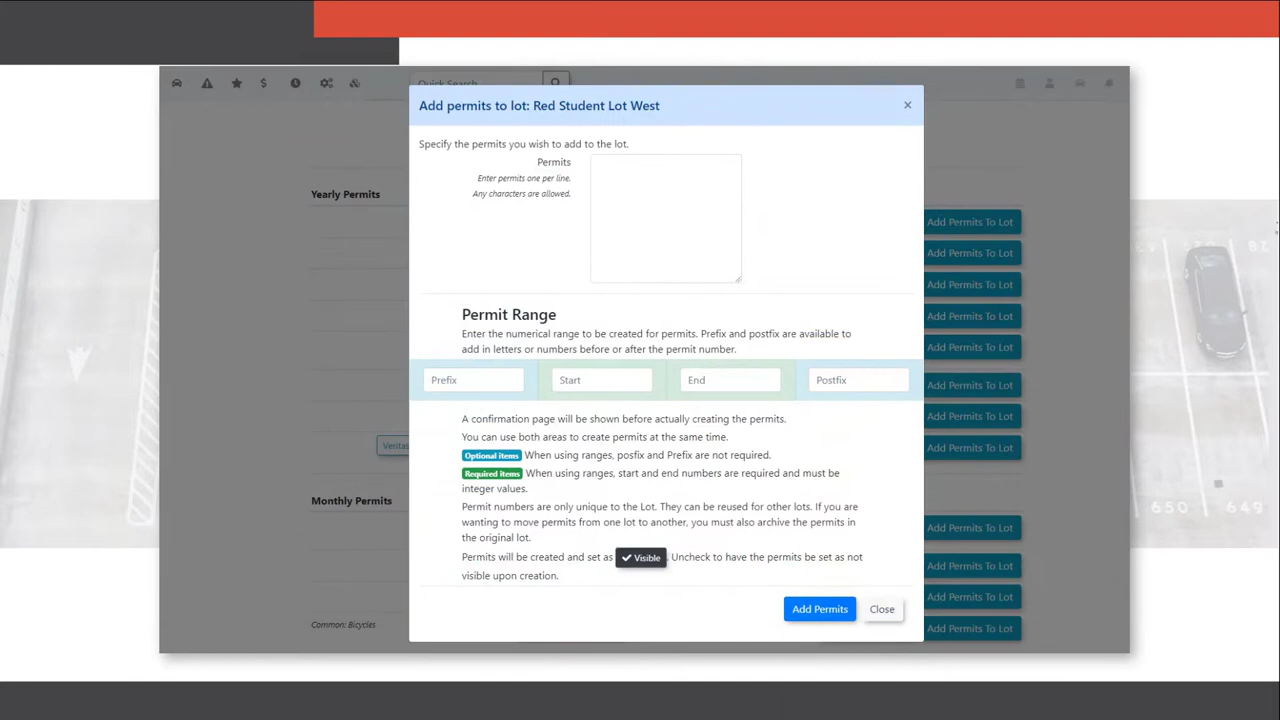 Quick Search
Add permits to lot: Red Student Lot West
×
Specify the permits you wish to add to the lot.
Permits
Enter permits one per line.
Any characters are allowed.
Yearly Permits
Add Permits To Lot
Add Permits To Lot
Add Permits To Lot
Add Permits To Lot
Add Permits To Lot
Add Permits To Lot
Add Permits To Lot
Add Permits To Lot
Permit Range
Enter the numerical range to be created for permits. Prefix and postfix are available to
add in letters or numbers before or after the permit number.
Prefix
Start
End
Postfix
A confirmation page will be shown before actually creating the permits.
You can use both areas to create permits at the same time.
Veritas
Optional items When using ranges, posfix and Prefix are not required.
Required items When using ranges, start and end numbers are required and must be
integer values.
Monthly Permits
Permit numbers are only unique to the Lot. They can be reused for other lots. If you are
wanting to move permits from one lot to another, you must also archive the permits in
the original lot.
Permits will be created and set as ✓ Visible . Uncheck to have the permits be set as not
visible upon creation.
Add Permits To Lot
Add Permits To Lot
Add Permits To Lot
Add Permits To Lot
Add Permits
Close
Common: Bicycles
650
649